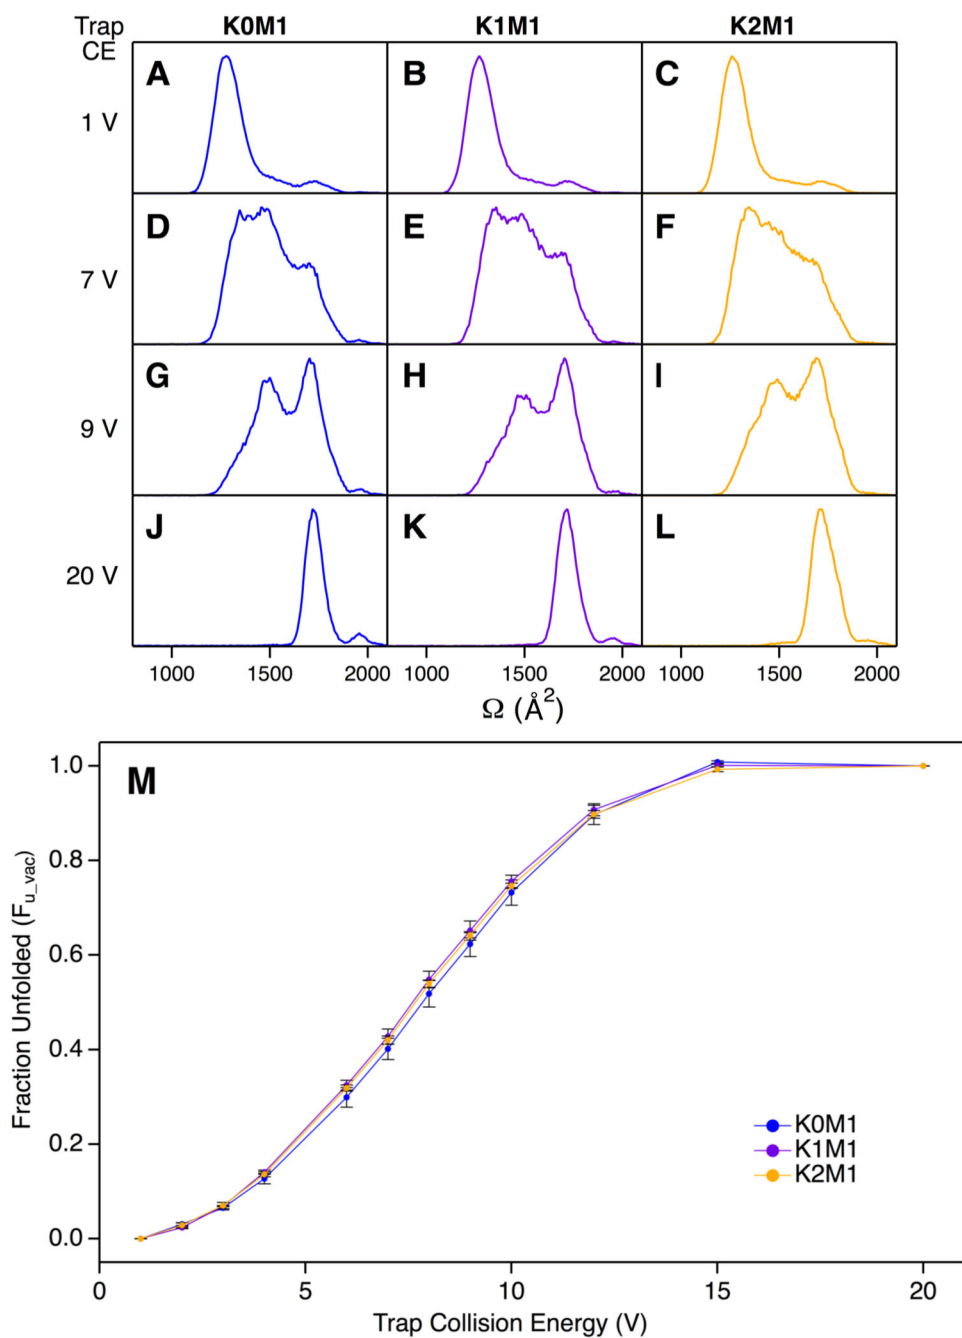 Trap CE K0M1 K1M1 K2M1
A B C
1 V
D E F
7 V
G H I
9 V
J K L
20 V
1000 1500 2000 1000 1500 2000 1000 1500 2000
Ω (Å²)
M
1.0
0.8
0.6
0.4
0.2
0.0
Fraction Unfolded (Fu_vac)
K0M1
K1M1
K2M1
0 5 10 15 20
Trap Collision Energy (V)